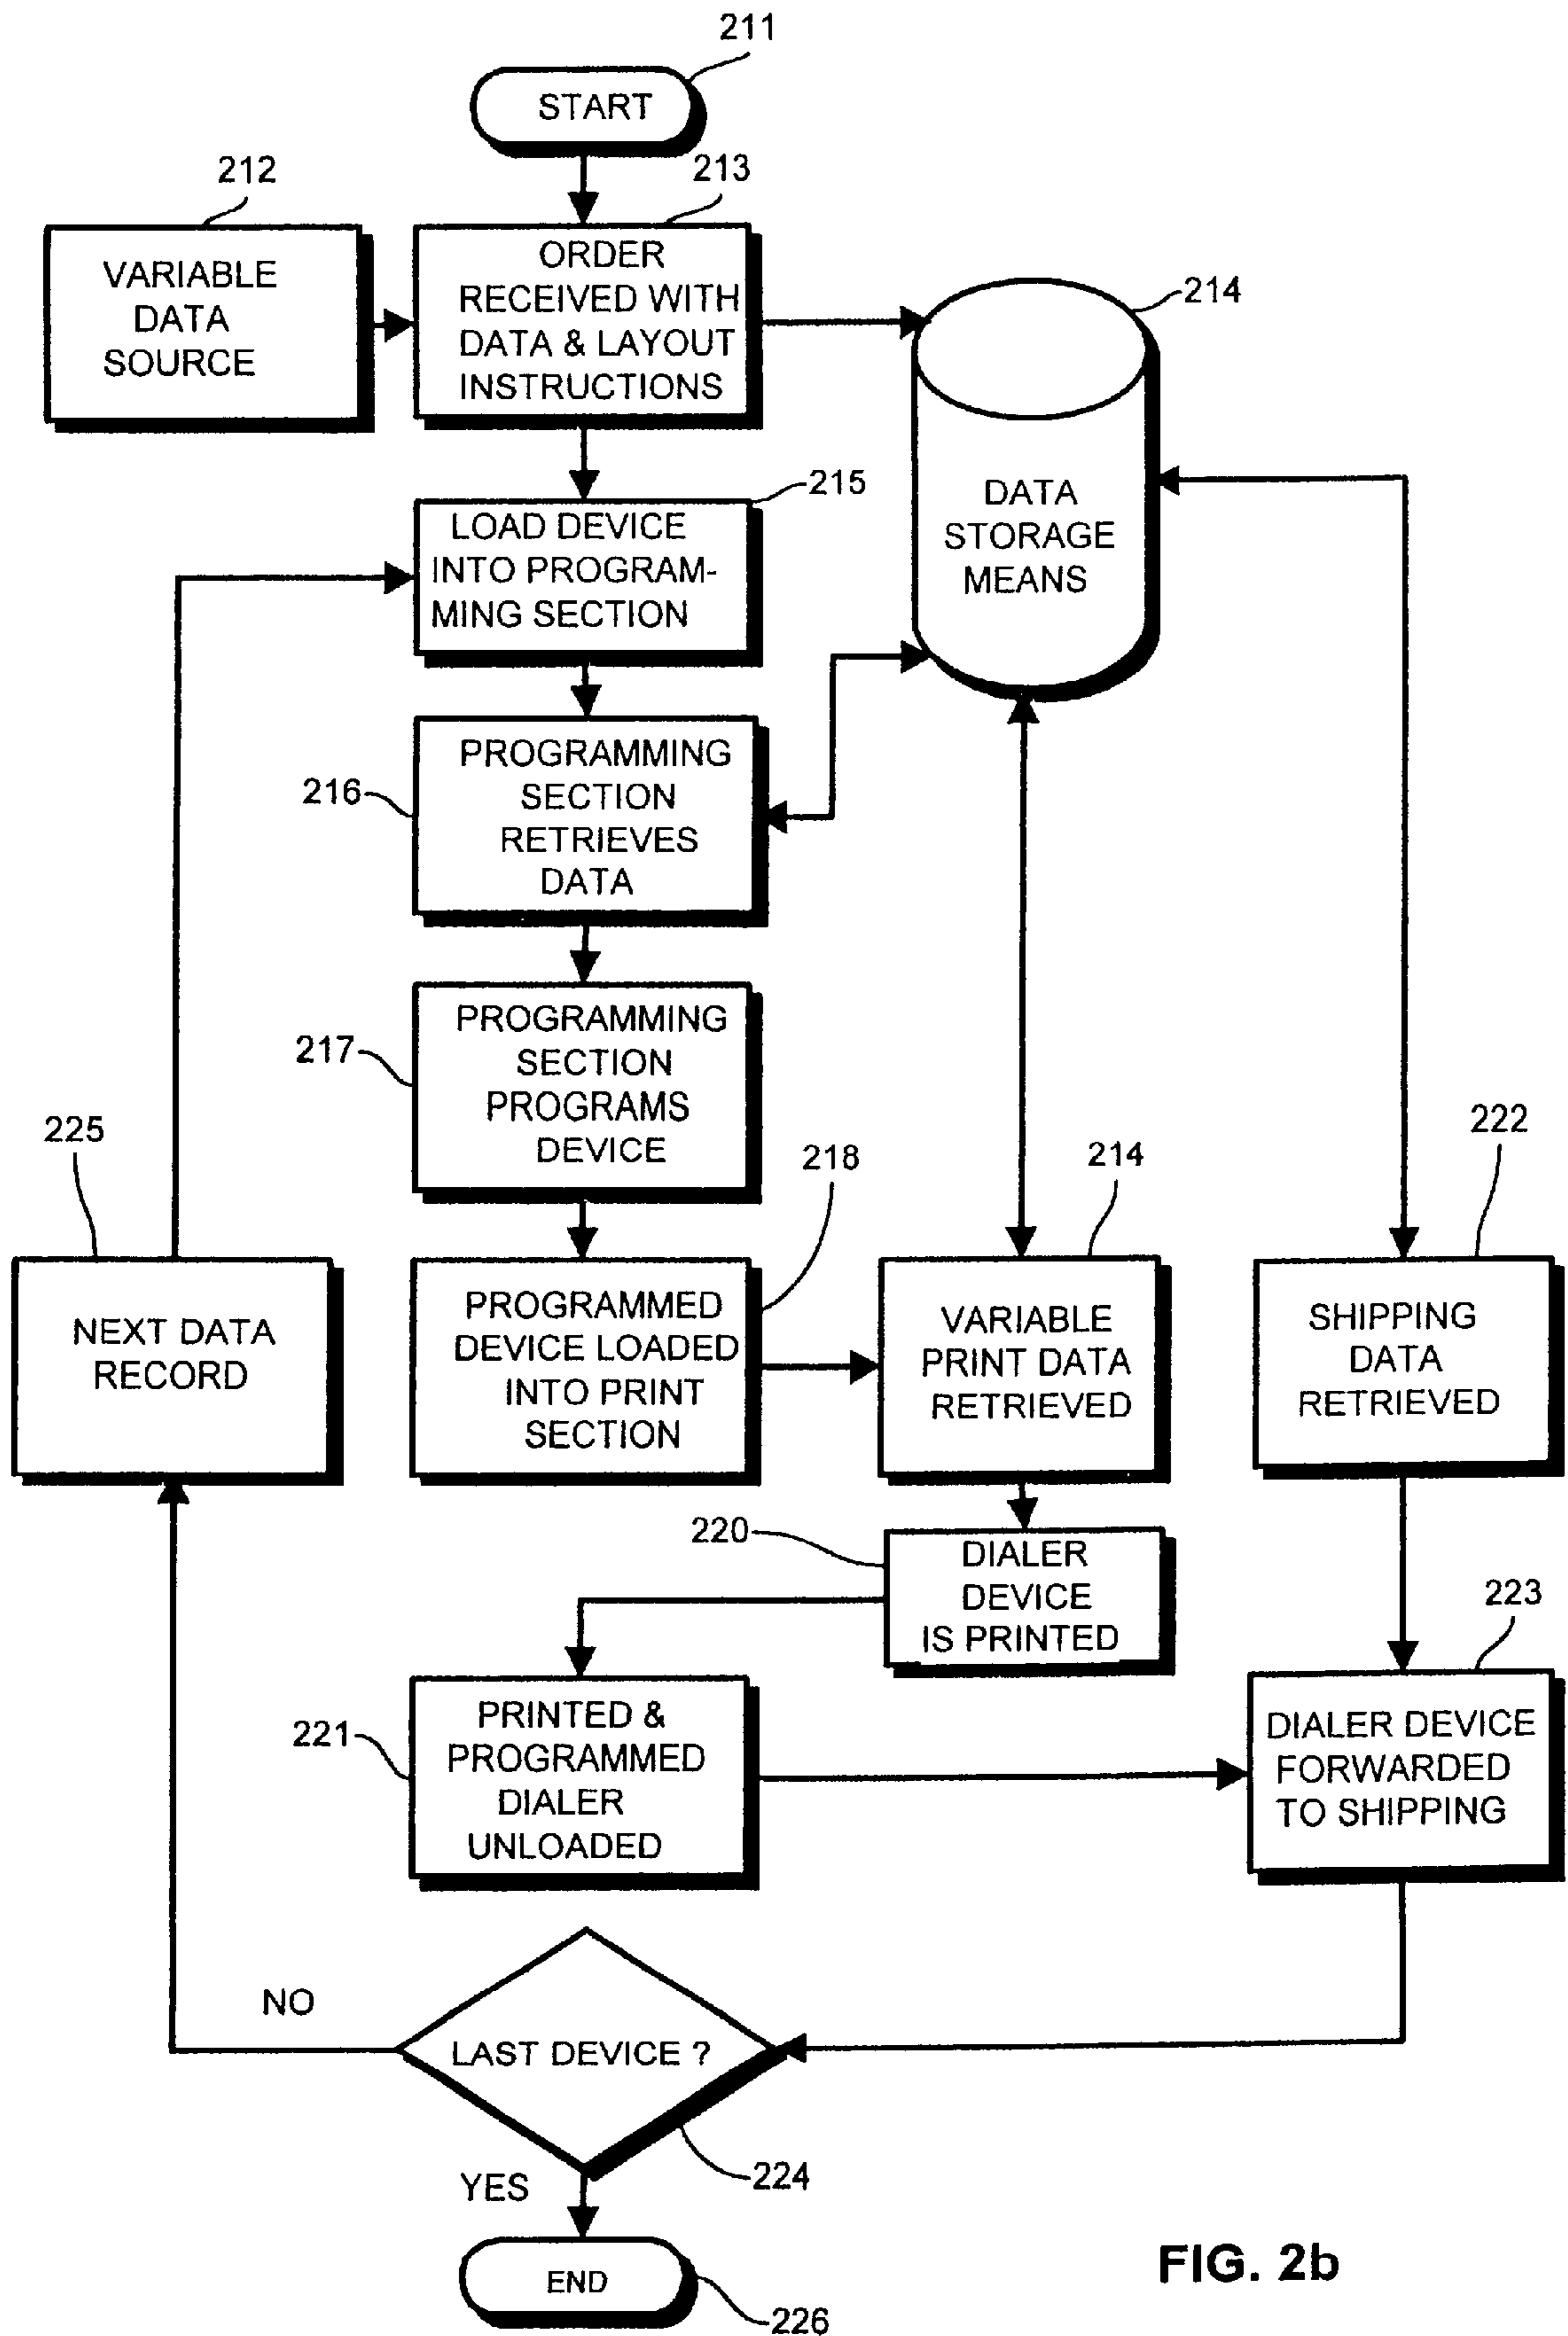 211
START
212
213
VARIABLE
DATA
SOURCE
ORDER
RECEIVED WITH
DATA & LAYOUT
INSTRUCTIONS
214
DATA
STORAGE
MEANS
215
LOAD DEVICE
INTO PROGRAM-
MING SECTION
216
PROGRAMMING
SECTION
RETRIEVES
DATA
217
PROGRAMMING
SECTION
PROGRAMS
DEVICE
225
NEXT DATA
RECORD
218
PROGRAMMED
DEVICE LOADED
INTO PRINT
SECTION
214
VARIABLE
PRINT DATA
RETRIEVED
222
SHIPPING
DATA
RETRIEVED
220
DIALER
DEVICE
IS PRINTED
221
PRINTED &
PROGRAMMED
DIALER
UNLOADED
223
DIALER DEVICE
FORWARDED
TO SHIPPING
NO
LAST DEVICE ?
224
YES
END
226
FIG. 2b